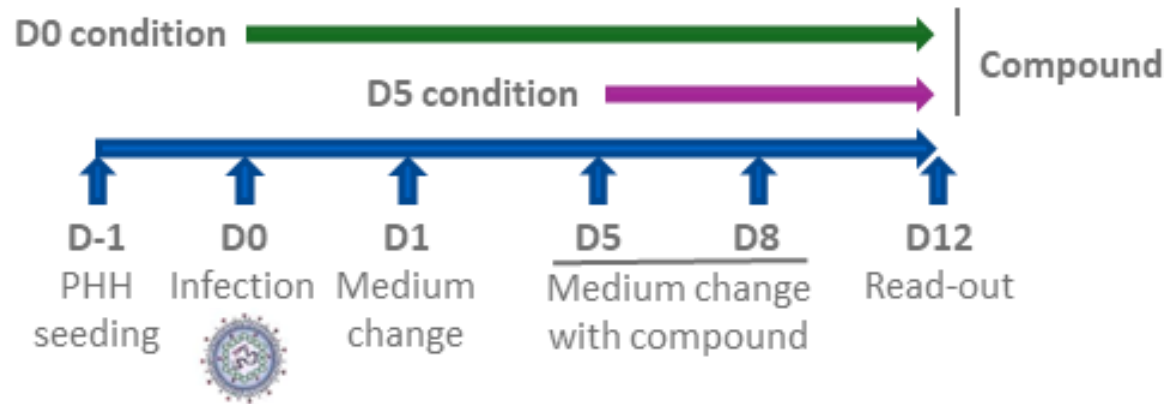 D0 condition
D5 condition
Compound
D-1
PHH
seeding
D0
Infection
D1
Medium
change
D5
D8
Medium change
with compound
D12
Read-out